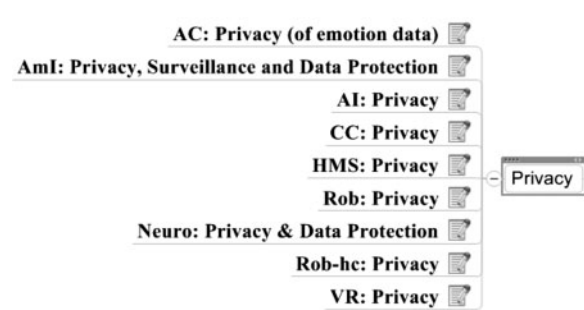 AC: Privacy (of emotion data)
AmI: Privacy, Surveillance and Data Protection
AI: Privacy
CC: Privacy
HMS: Privacy
Rob: Privacy
Neuro: Privacy & Data Protection
Rob-hc: Privacy
VR: Privacy
Privacy